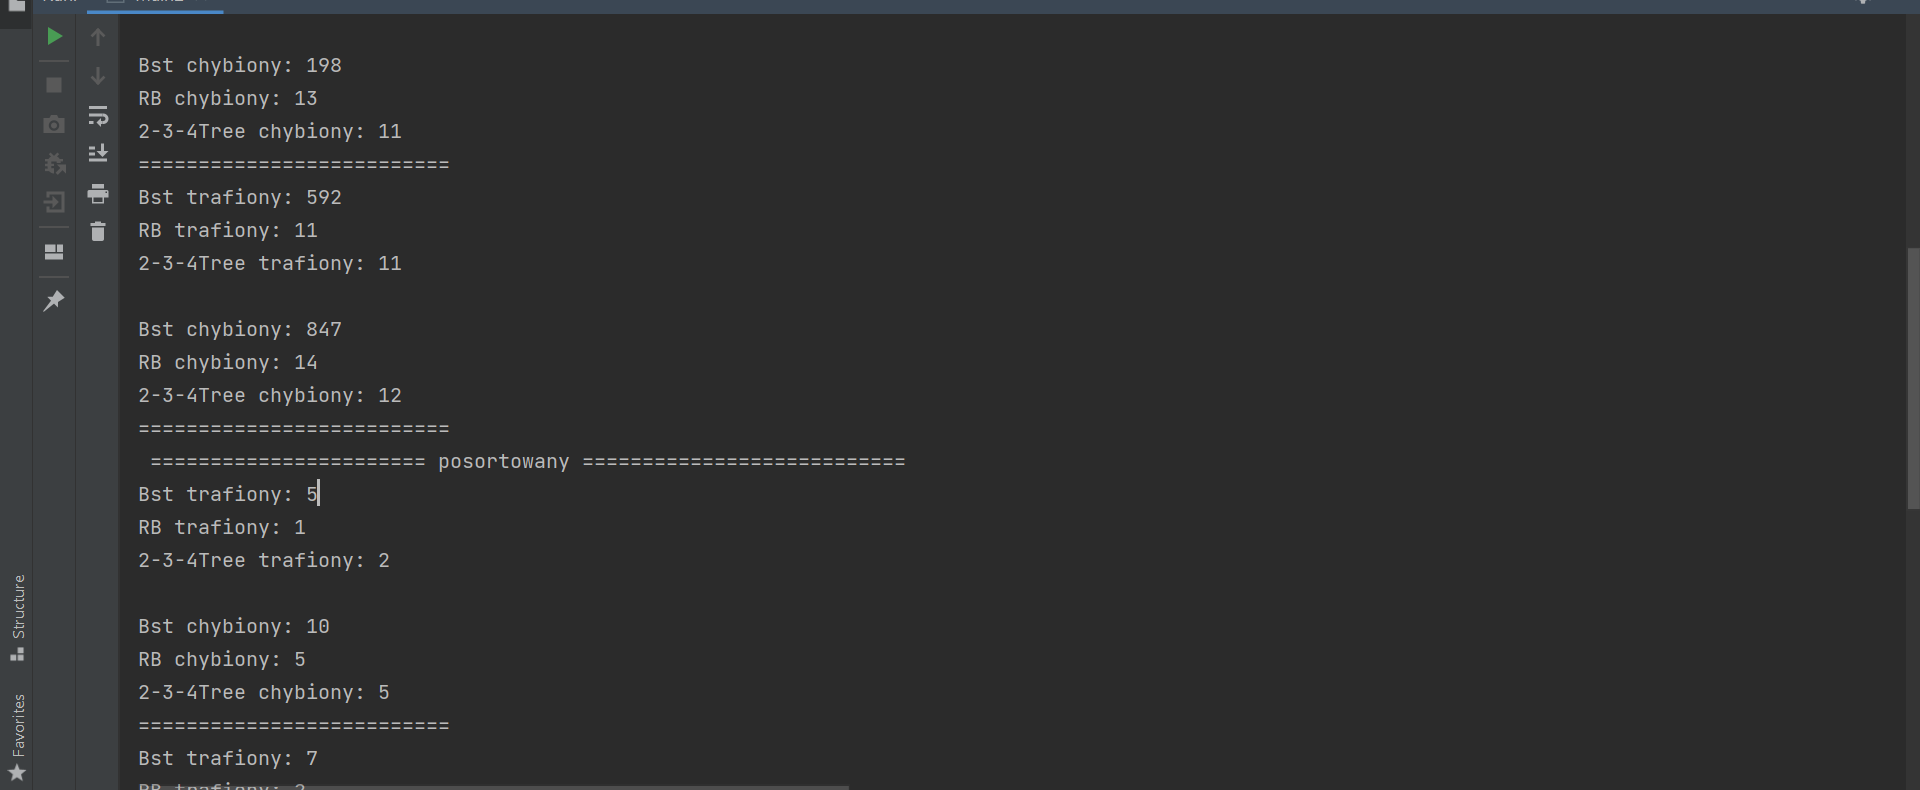 Bst chybiony: 198
RB chybiony: 13
2-3-4Tree chybiony: 11
==========================
Bst trafiony: 592
RB trafiony: 11
2-3-4Tree trafiony: 11
Bst chybiony: 847
RB chybiony: 14
2-3-4Tree chybiony: 12
==========================
======================= posortowany ===========================
Bst trafiony: 5
RB trafiony: 1
2-3-4Tree trafiony: 2
Bst chybiony: 10
RB chybiony: 5
2-3-4Tree chybiony: 5
==========================
Bst trafiony: 7
RB trafiony:
Structure
Favorites